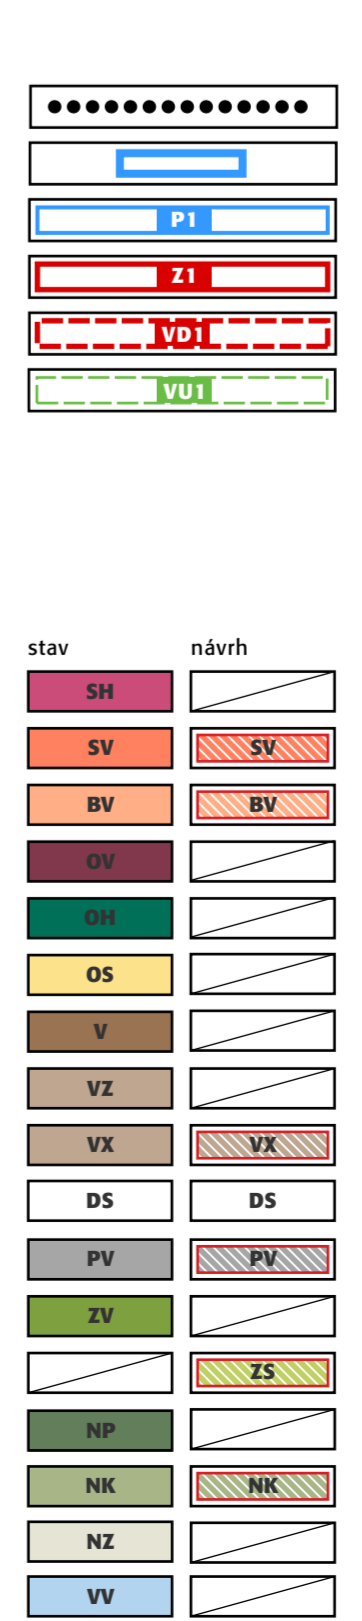 P1
Z1
VD1
VU1
stav návrh
SH
SV SV
BV BV
OV
OH
OS
V
VZ
VX VX
DS DS
PV PV
ZV
ZS
NP
NK NK
NZ
VV